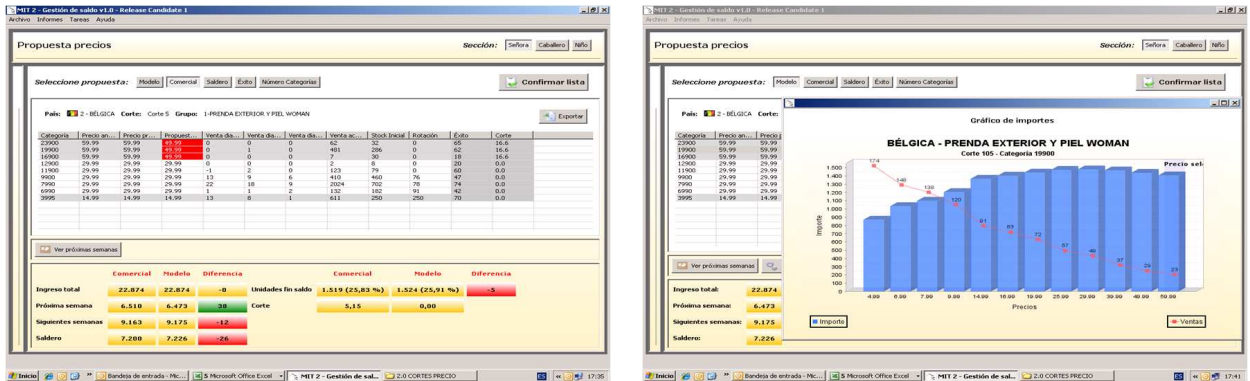 MIT 2 - Gestión de saldo v1.0 - Release Candidate 1
Archivo Informes Tareas Ayuda
Propuesta precios
Sección: Señora Caballero Niño
Seleccione propuesta: Modelo Comercial Saldero Éxito Número Categorías
Confirmar lista
País: 2 - BÉLGICA Corte: Corte 5 Grupo: 1-PRENDA EXTERIOR Y PIEL WOMAN
Exportar
Categoría Precio an... Precio pr... Propuest... Venta dia... Venta dia... Venta dia... Venta ac... Stock Inicial Rotación Éxito Corte
23900 59.99 59.99 49.99 0 0 0 62 32 0 65 16.6
19900 59.99 59.99 49.99 0 1 0 481 286 0 62 16.6
16900 59.99 59.99 49.99 0 0 0 7 30 0 18 16.6
12900 29.99 29.99 29.99 0 0 0 2 8 0 20 0.0
11900 29.99 29.99 29.99 -1 2 0 123 79 0 60 0.0
9900 29.99 29.99 29.99 13 9 6 410 460 76 47 0.0
7990 29.99 29.99 29.99 22 18 9 2024 702 78 74 0.0
6990 29.99 29.99 29.99 1 1 2 132 182 91 42 0.0
3995 14.99 14.99 14.99 13 8 1 611 250 250 70 0.0
Ver próximas semanas
Comercial Modelo Diferencia Comercial Modelo Diferencia
Ingreso total 22.874 22.874 -0 Unidades fin saldo 1.519 (25,83 %) 1.524 (25,91 %) -5
Próxima semana 6.510 6.473 38 Corte 5,15 0,00
Siguientes semanas 9.163 9.175 -12
Saldero 7.200 7.226 -26
Inicio Bandeja de entrada - Mic... 5 Microsoft Office Excel MIT 2 - Gestión de sal... 2.0 CORTES PRECIO ES 17:35
MIT 2 - Gestión de saldo v1.0 - Release Candidate 1
Archivo Informes Tareas Ayuda
Propuesta precios
Sección: Señora Caballero Niño
Seleccione propuesta: Modelo Comercial Saldero Éxito Número Categorías
Confirmar lista
País: 2 - BÉLGICA Corte:
Categoría Precio an... Precio p
23900 59.99 59.99
19900 59.99 59.99
16900 59.99 59.99
12900 29.99 29.99
11900 29.99 29.99
9900 29.99 29.99
7990 29.99 29.99
6990 29.99 29.99
3995 14.99 14.99
Ver próximas semanas
Ingreso total: 22.874
Próxima semana: 6.473
Siguientes semanas: 9.175
Saldero: 7.226
Gráfico de importes
BÉLGICA - PRENDA EXTERIOR Y PIEL WOMAN
Corte 105 - Categoría 19900
Precio sel
Importe
1.500
1.400
1.300
1.200
1.100
1.000
900
800
700
600
500
400
300
200
100
0
174 148 136 120 81 72 57 37 29 23
4.99 6.99 7.99 9.99 14.99 19.99 25.99 29.99 39.99 49.99 59.99
Precios
Importe
Ventas
Inicio Bandeja de entrada - Mic... 5 Microsoft Office Excel MIT 2 - Gestión de sal... 2.0 CORTES PRECIO ES 17:41